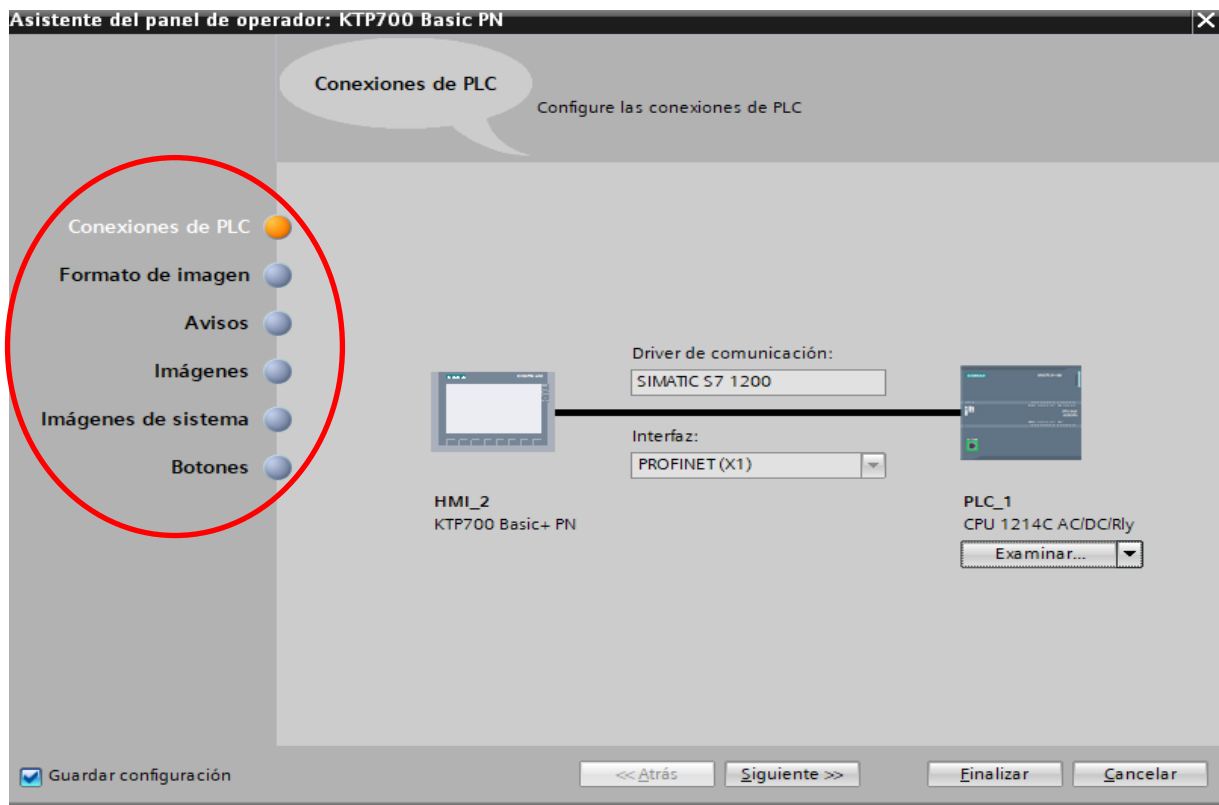 Asistente del panel de operador: KTP700 Basic PN
Conexiones de PLC
Configure las conexiones de PLC
Conexiones de PLC
Formato de imagen
Avisos
Imágenes
Imágenes de sistema
Botones
Driver de comunicación:
SIMATIC S7 1200
Interfaz:
PROFINET (X1)
HMI_2
KTP700 Basic+ PN
PLC_1
CPU 1214C AC/DC/Rly
Examinar...
Guardar configuración
<< Atrás
Siguiente >>
Finalizar
Cancelar